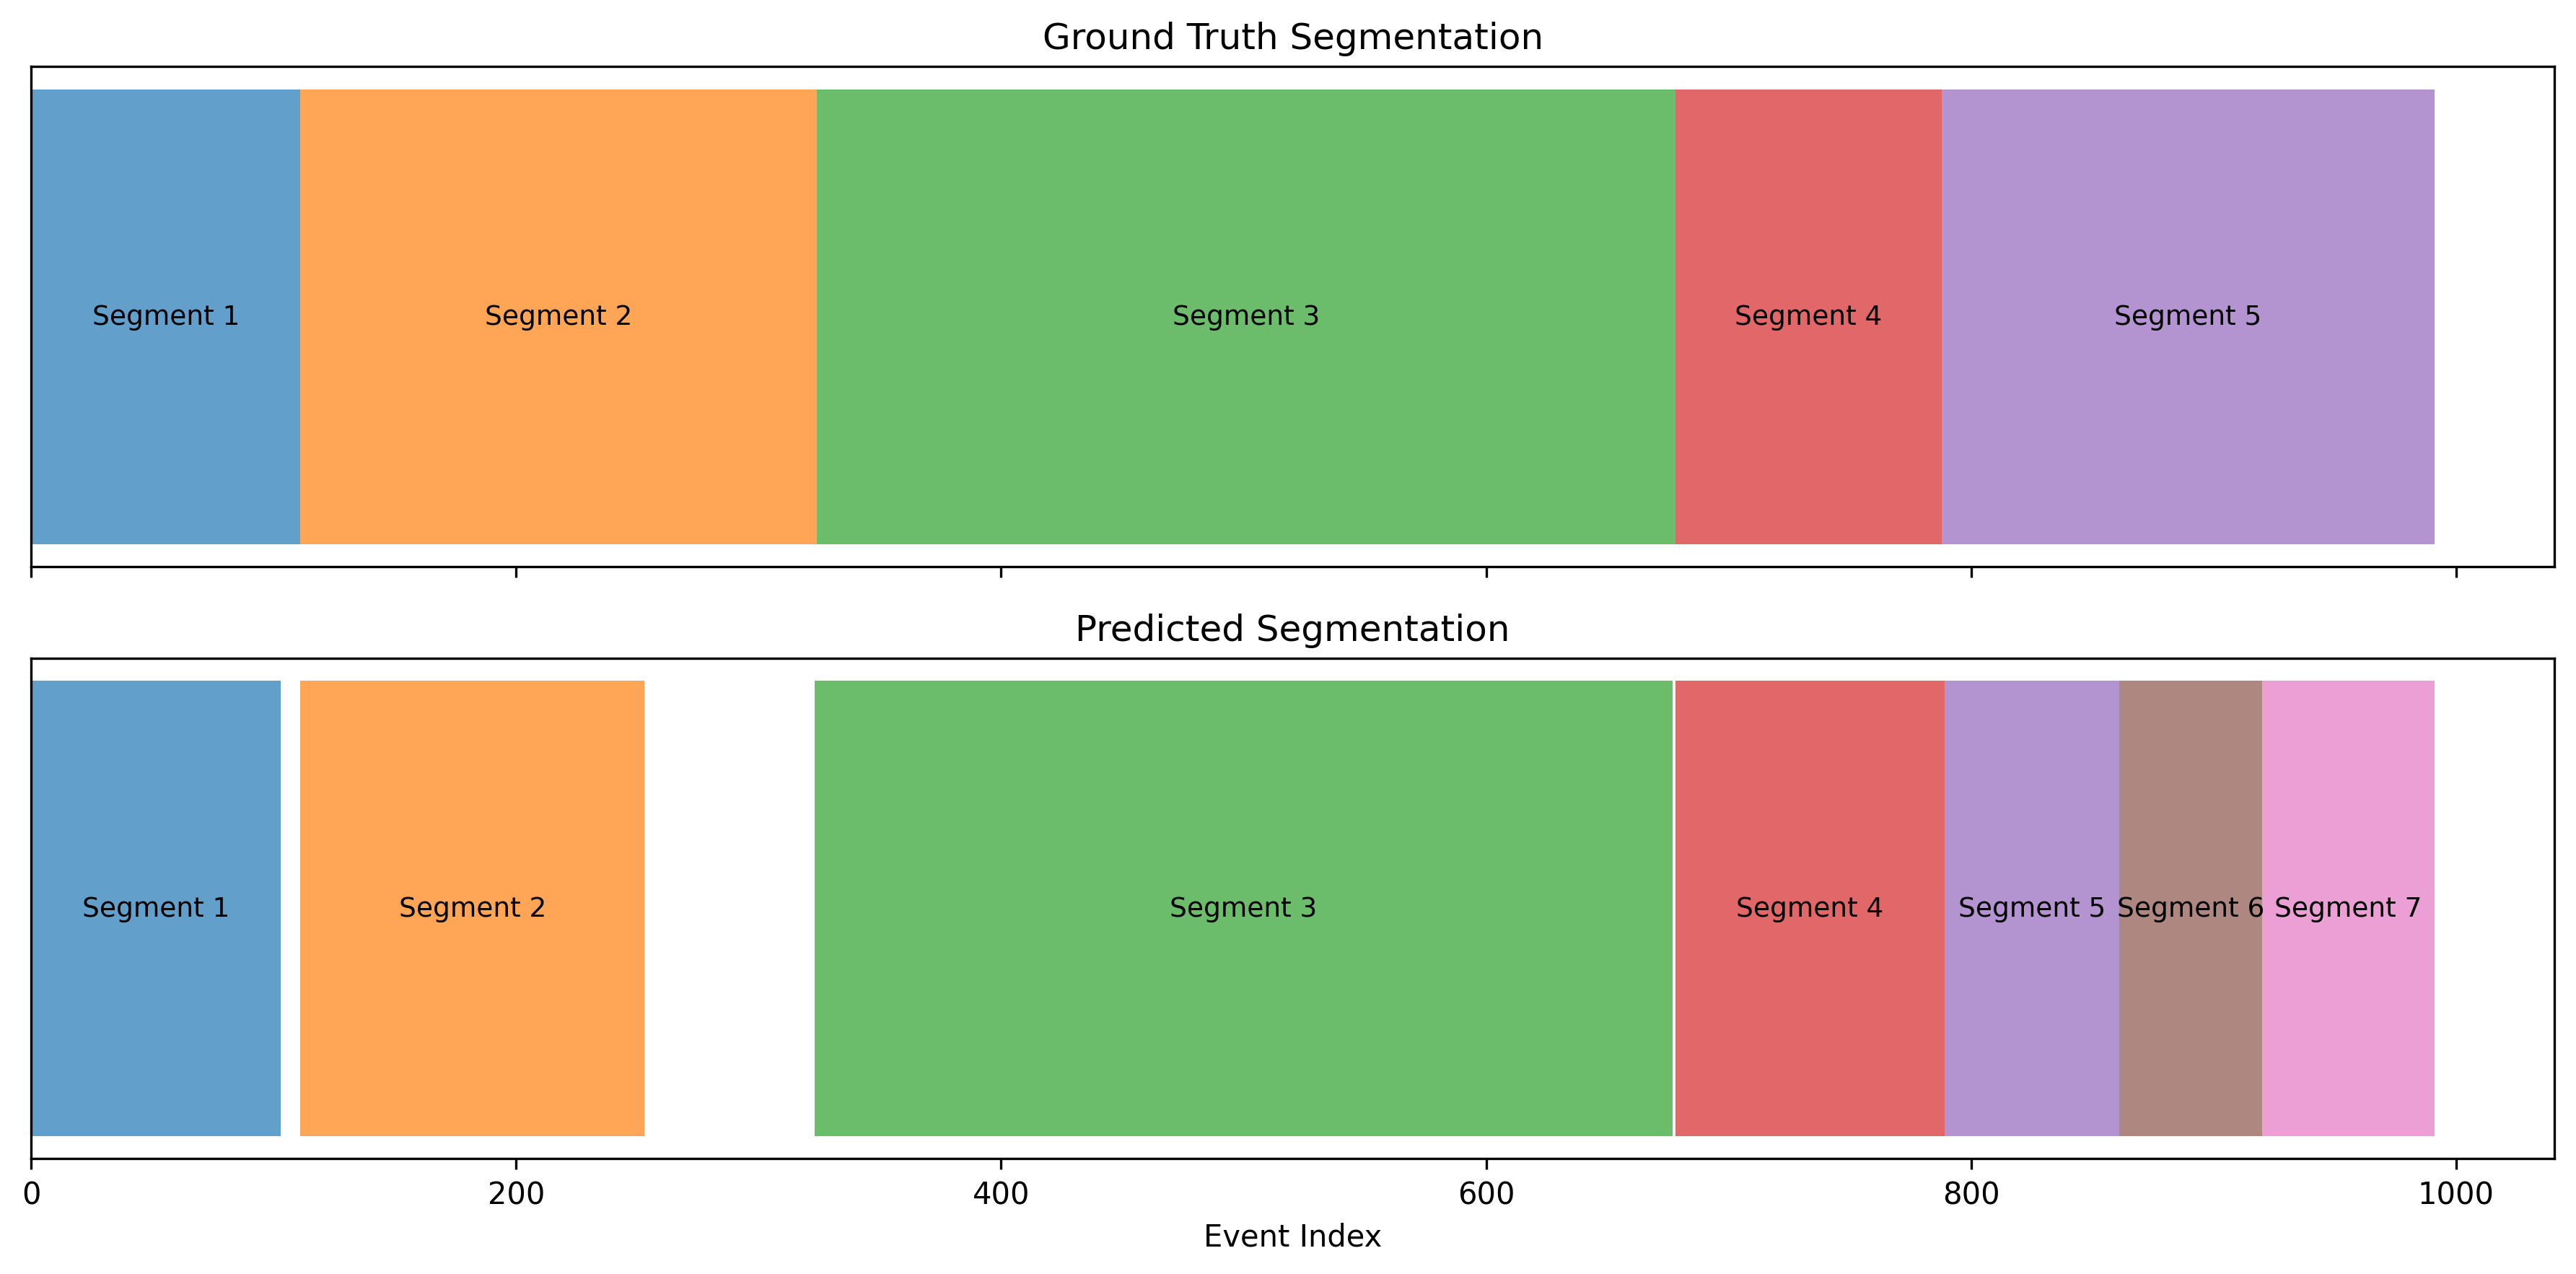 Ground Truth Segmentation
Segment 1 Segment 2 Segment 3 Segment 4 Segment 5
Predicted Segmentation
Segment 1 Segment 2 Segment 3 Segment 4 Segment 5 Segment 6 Segment 7
0 200 400 600 800 1000
Event Index